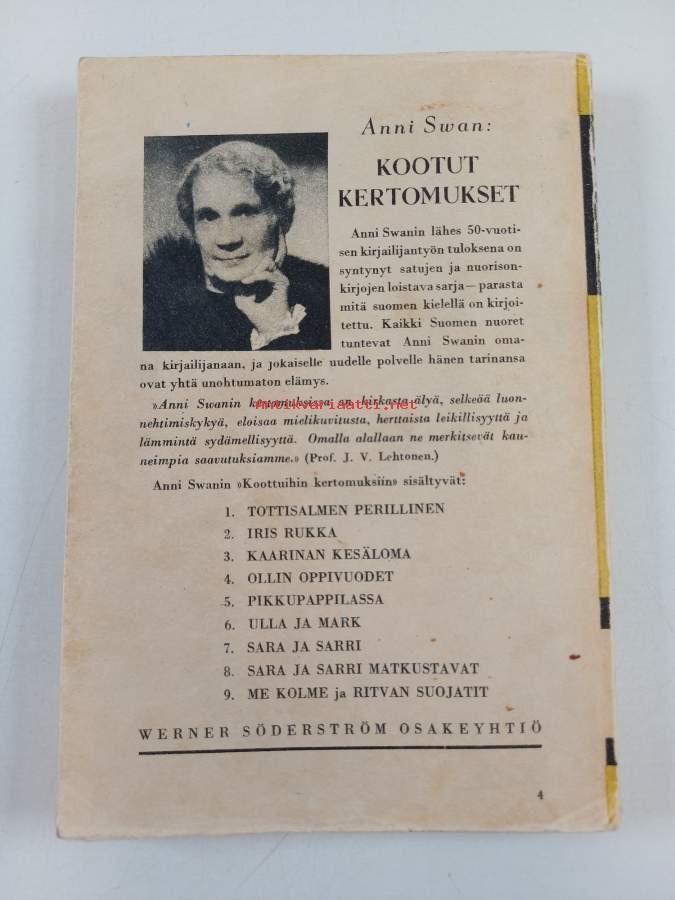 Anni Swan:
KOOTUT
KERTOMUKSET
Anni Swanin lähes 50-vuoti-
sen kirjailijantyön tuloksena on
syntynyt satujen ja nuorison-
kirjojen loistava sarja — parasta
mitä suomen kielellä on kirjoi-
tettu. Kaikki Suomen nuoret
tuntevat Anni Swanin oma-
na kirjailijanaan, ja jokaiselle uudelle polvelle hänen tarinansa
ovat yhtä unohtumaton elämys.
»Anni Swanin kertomuksissa on kirkasta älyä, selkeää luon-
Antikvariaatti.net
nehtimiskykyä, eloisaa mielikuvitusta, herttaista leikillisyyttä ja
lämmintä sydämellisyyttä. Omalla alallaan ne merkitsevät kau-
neimpia saavutuksiamme.» (Prof. J. V. Lehtonen.)
Anni Swanin »Koottuihin kertomuksiin» sisältyvät:
1. TOTTISALMEN PERILLINEN
2. IRIS RUKKA
3. KAARINAN KESÄLOMA
4. OLLIN OPPIVUODET
5. PIKKUPAPPILASSA
6. ULLA JA MARK
7. SARA JA SARRI
8. SARA JA SARRI MATKUSTAVAT
9. ME KOLME ja RITVAN SUOJATIT
WERNER SÖDERSTRÖM OSAKEYHTIÖ
4